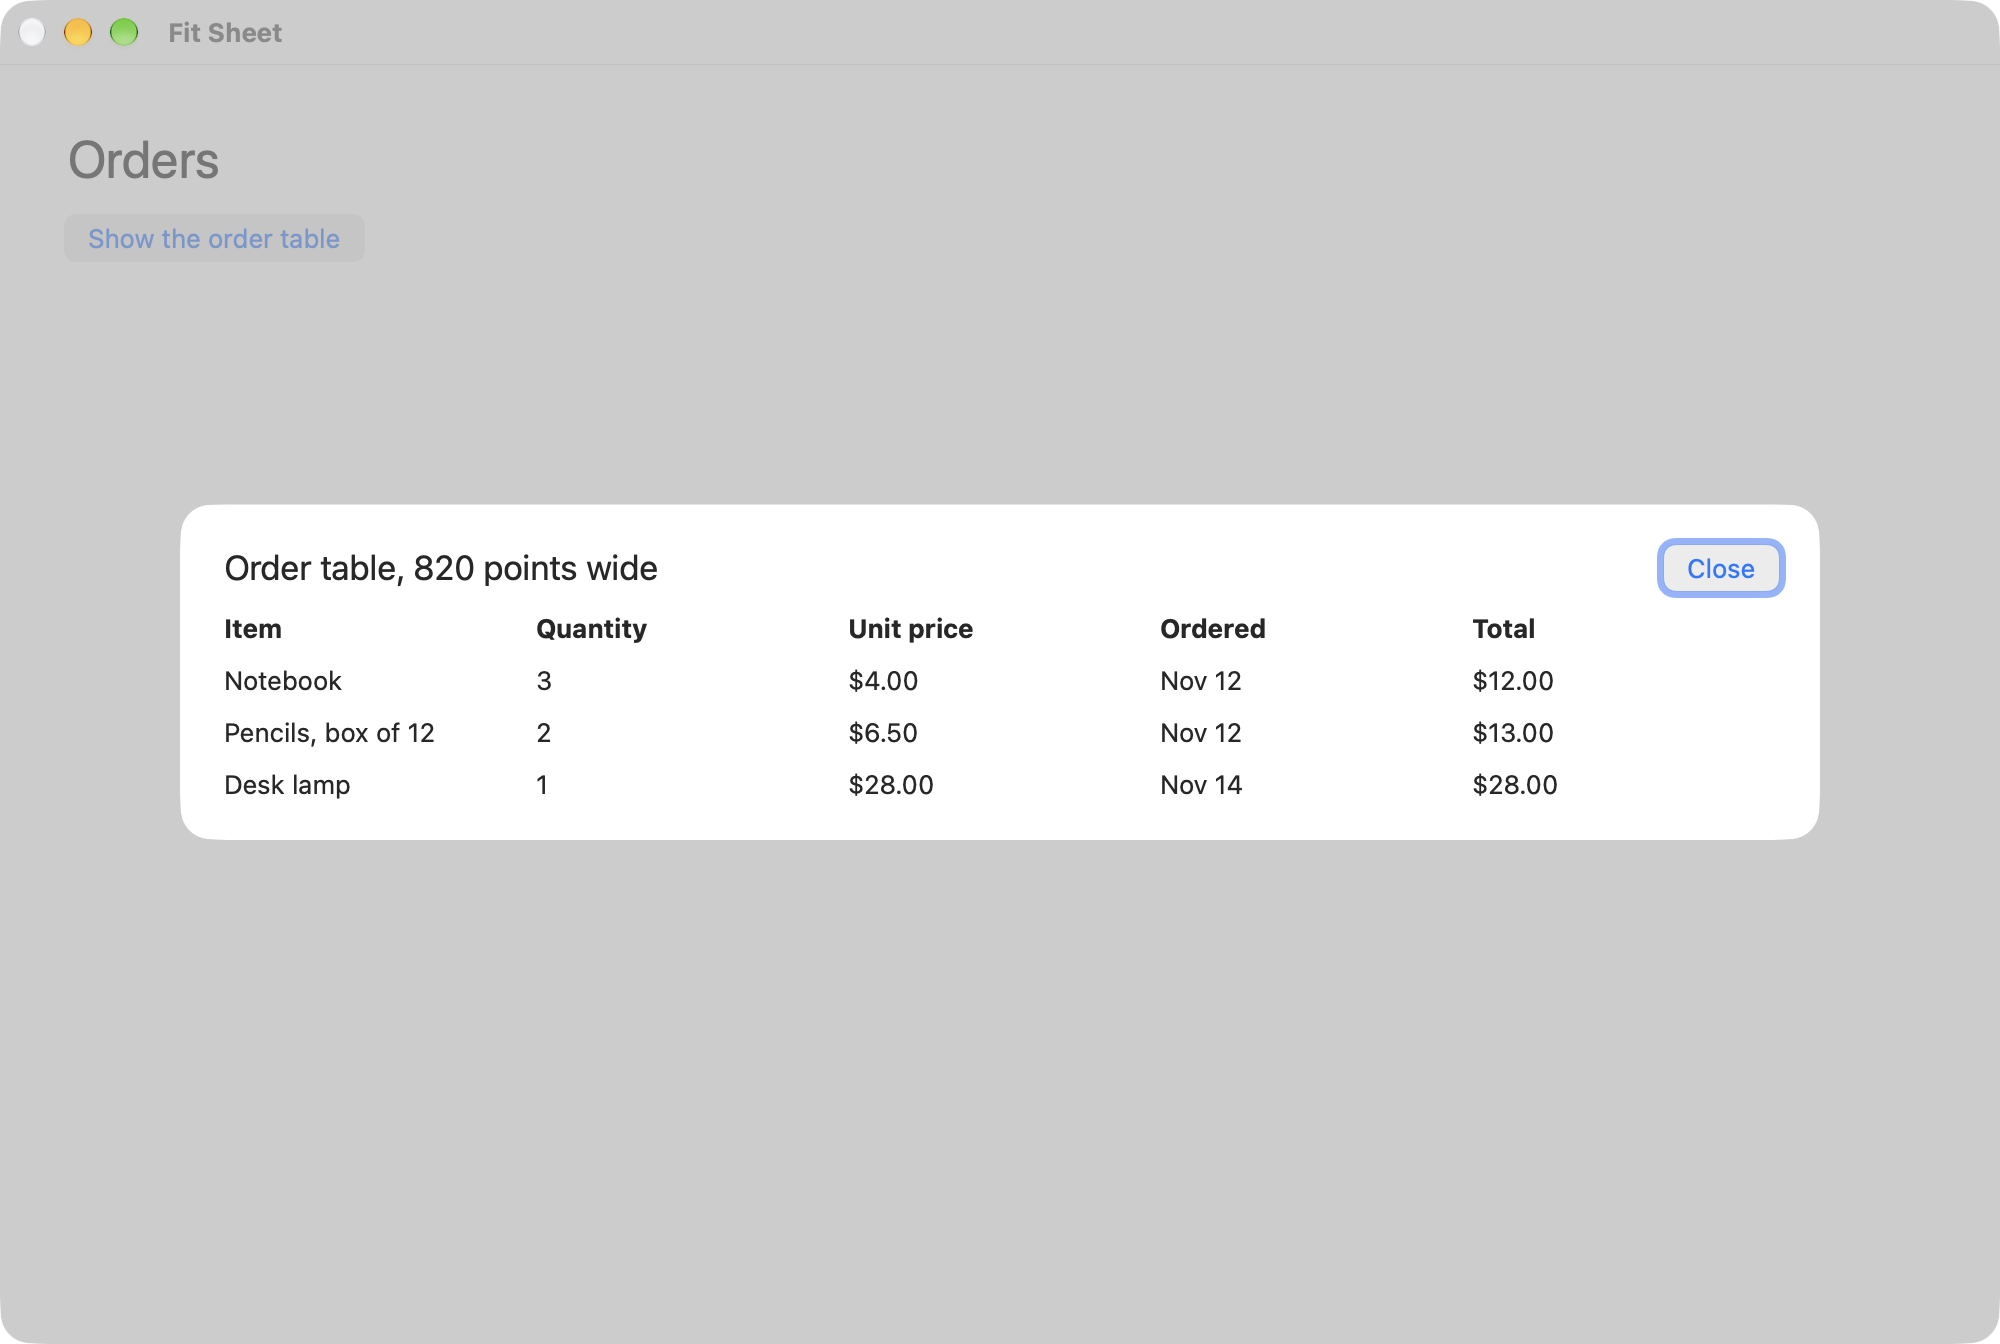 Fit Sheet
Orders
Show the order table
Order table, 820 points wide
Close
Item Quantity Unit price Ordered Total
Notebook 3 $4.00 Nov 12 $12.00
Pencils, box of 12 2 $6.50 Nov 12 $13.00
Desk lamp 1 $28.00 Nov 14 $28.00